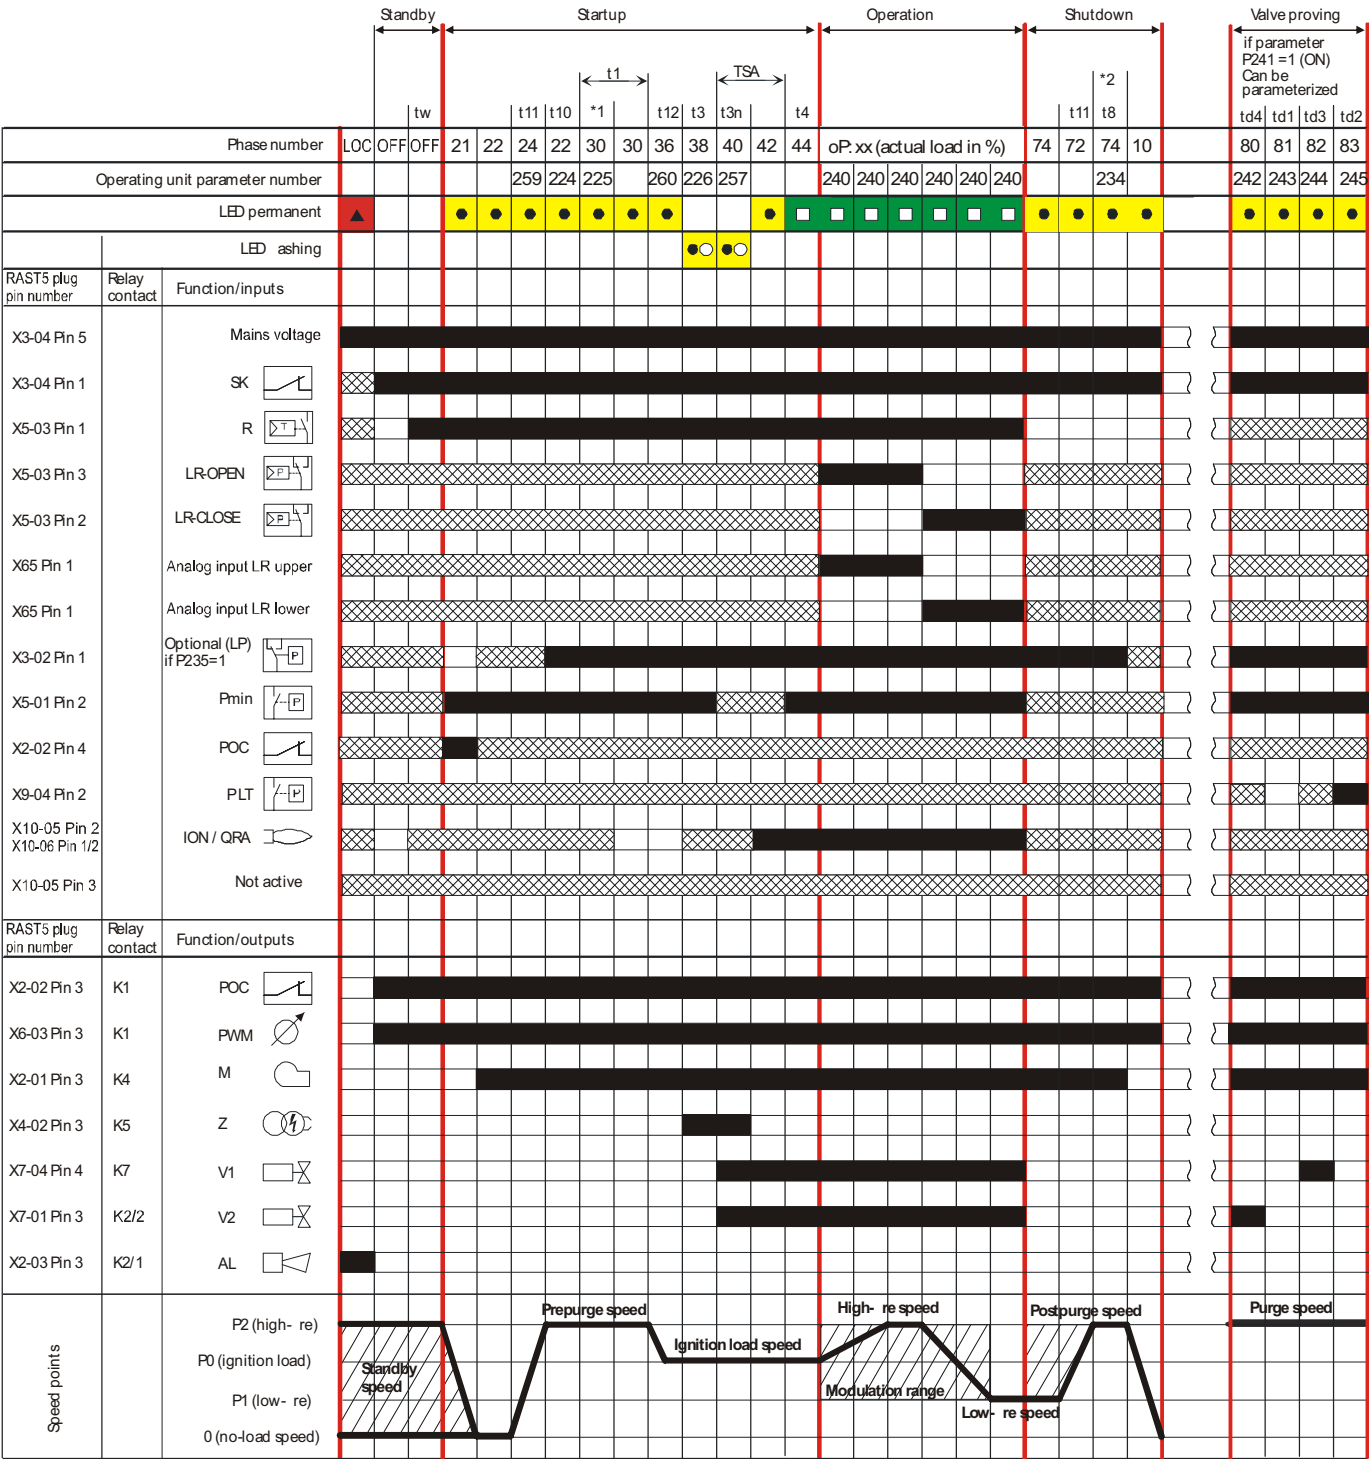 Standby Startup Operation Shutdown Valve proving
if parameter
P241 =1 (ON)
Can be
parameterized
t1 TSA *2
tw t11 t10 *1 t12 t3 t3n t4 t11 t8 td4 td1 td3 td2
Phase number LOC OFF OFF 21 22 24 22 30 30 36 38 40 42 44 oP: xx (actual load in %) 74 72 74 10 80 81 82 83
Operating unit parameter number 259 224 225 260 226 257 240 240 240 240 240 240 234 242 243 244 245
LED permanent
LED ashing
RAST5 plug pin number Relay contact Function/inputs
X3-04 Pin 5 Mains voltage
X3-04 Pin 1 SK
X5-03 Pin 1 R T
X5-03 Pin 3 LR-OPEN P
X5-03 Pin 2 LR-CLOSE P
X65 Pin 1 Analog input LR upper
X65 Pin 1 Analog input LR lower
X3-02 Pin 1 Optional (LP) if P235=1 P
X5-01 Pin 2 Pmin P
X2-02 Pin 4 POC
X9-04 Pin 2 PLT P
X10-05 Pin 2
X10-06 Pin 1/2 ION / QRA
X10-05 Pin 3 Not active
RAST5 plug pin number Relay contact Function/outputs
X2-02 Pin 3 K1 POC
X6-03 Pin 3 K1 PWM
X2-01 Pin 3 K4 M
X4-02 Pin 3 K5 Z
X7-04 Pin 4 K7 V1
X7-01 Pin 3 K2/2 V2
X2-03 Pin 3 K2/1 AL
Speed points
P2 (high- re)
P0 (ignition load)
P1 (low- re)
0 (no-load speed)
Standby
speed
Prepurge speed
Ignition load speed
High- re speed
Modulation range
Low- re speed
Postpurge speed
Purge speed